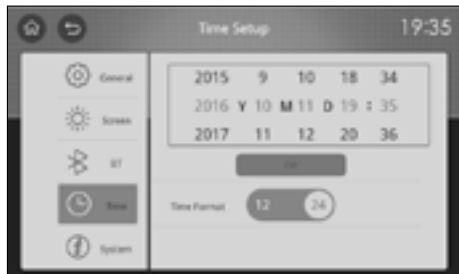 Time Setup 19:35
General
Screen
BT
Time
System
2015 9 10 18 34
2016 Y 10 M 11 D 19 : 35
2017 11 12 20 36
Time Format 12 24